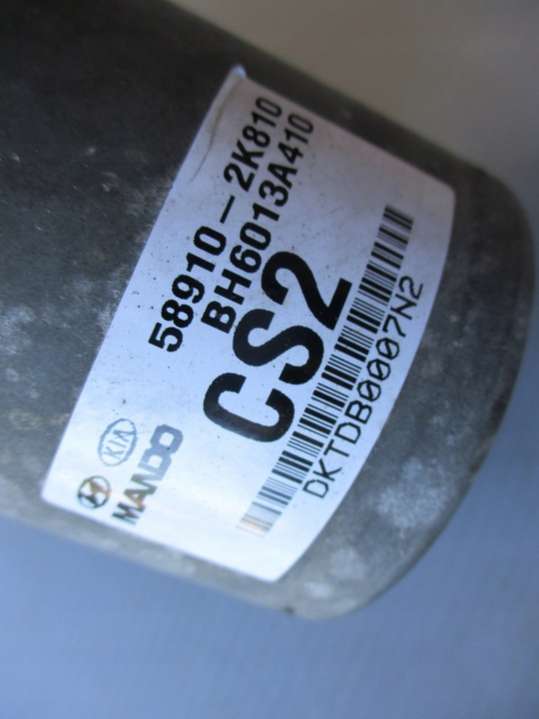 58910-2K810
BH6013A410
CS2
DKTDB0007N2
KIA
MANDO